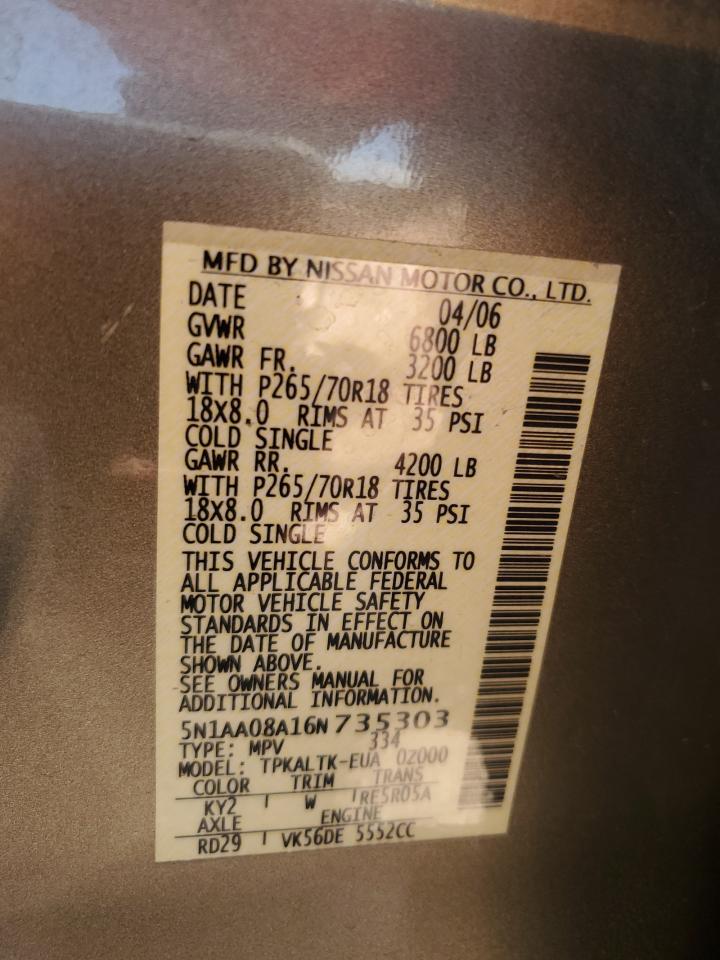 MFD BY NISSAN MOTOR CO., LTD.
DATE 04/06
GVWR 6800 LB
GAWR FR. 3200 LB
WITH P265/70R18 TIRES
18X8.0 RIMS AT 35 PSI
COLD SINGLE
GAWR RR. 4200 LB
WITH P265/70R18 TIRES
18X8.0 RIMS AT 35 PSI
COLD SINGLE
THIS VEHICLE CONFORMS TO
ALL APPLICABLE FEDERAL
MOTOR VEHICLE SAFETY
STANDARDS IN EFFECT ON
THE DATE OF MANUFACTURE
SHOWN ABOVE.
SEE OWNERS MANUAL FOR
ADDITIONAL INFORMATION.
5N1AA08A16N735303
TYPE: MPV 334
MODEL: TPKALTK-EUA OZ000
COLOR TRIM TRANS
KY2 W RE5R05A
AXLE ENGINE
RD29 VK56DE 5552CC